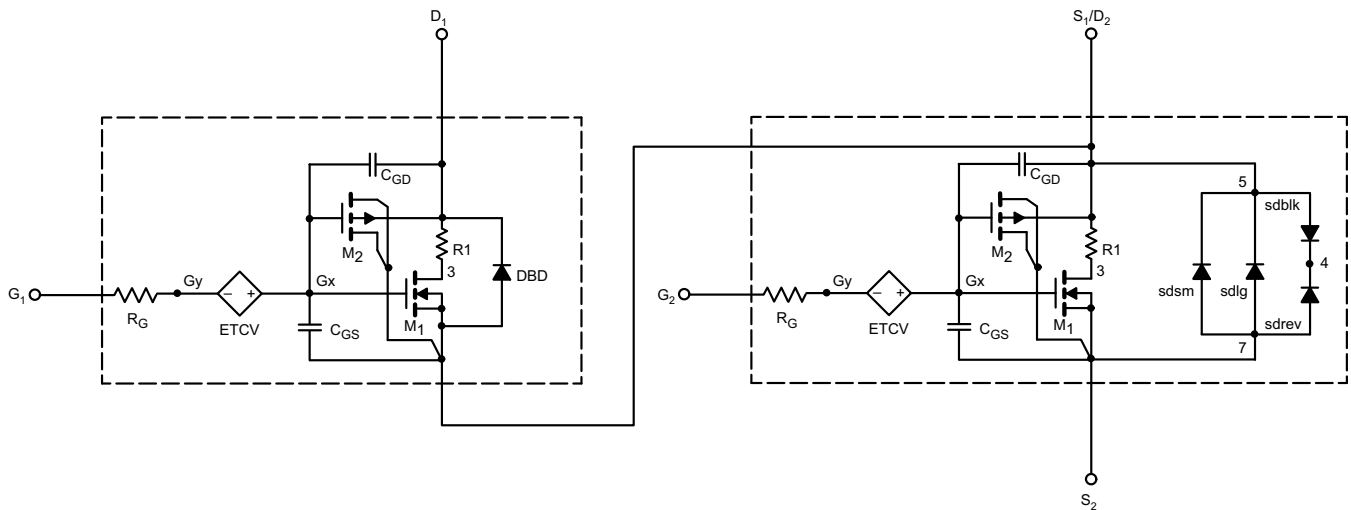 D1
S1/D2
CGD
CGD
5
sdblk
M2
R1
M2
R1
4
Gy
Gx
3
DBD
Gy
Gx
3
G1
G2
sdsm
sdlg
RG
ETCV
CGS
M1
RG
ETCV
CGS
M1
sdrev
7
S2